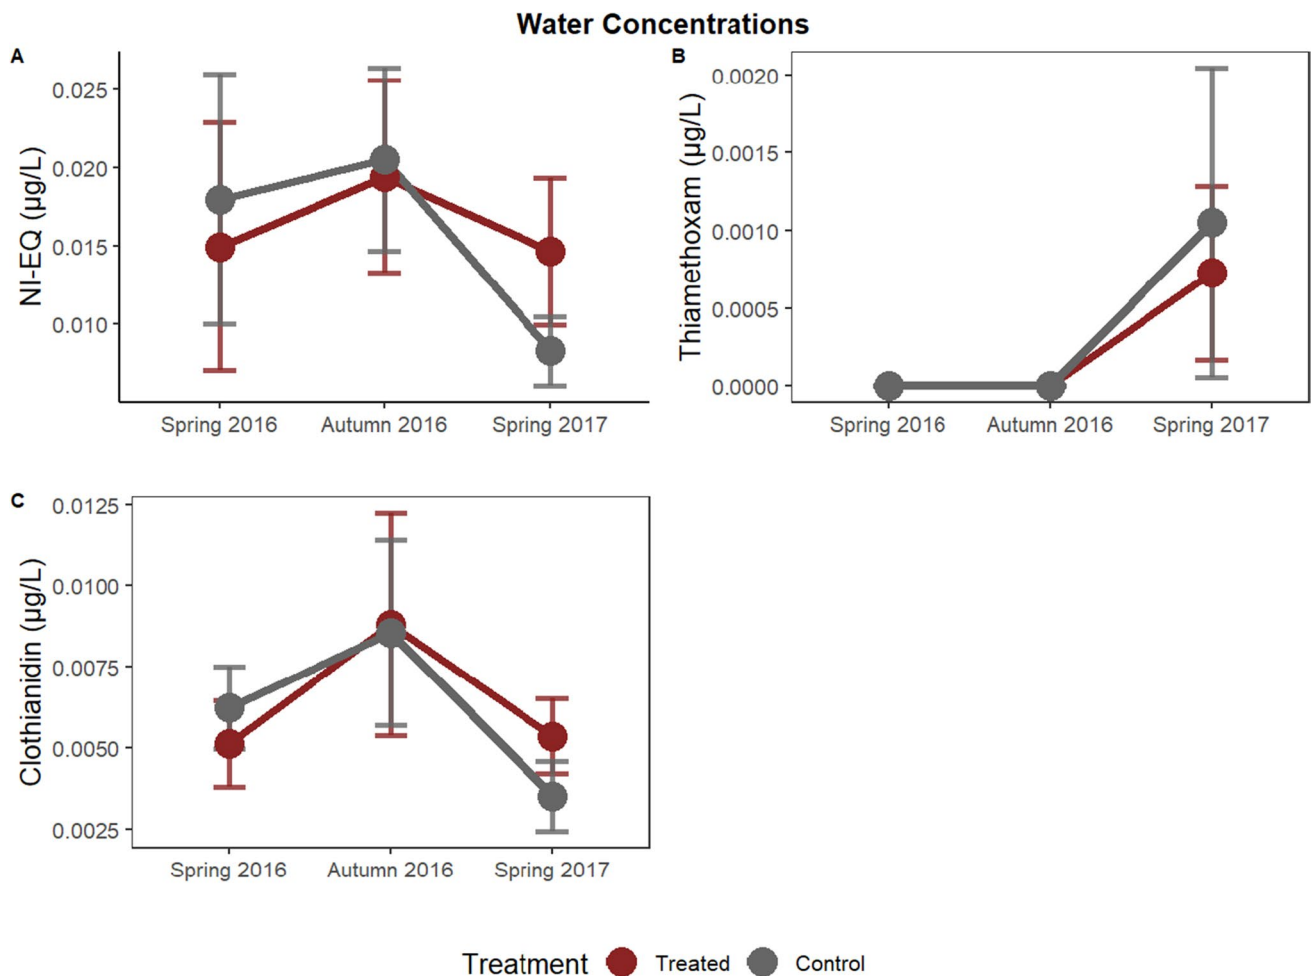 Water Concentrations
A
NI-EQ (µg/L)
0.025
0.020
0.015
0.010
Spring 2016 Autumn 2016 Spring 2017
B
Thiamethoxam (µg/L)
0.0020
0.0015
0.0010
0.0005
0.0000
Spring 2016 Autumn 2016 Spring 2017
C
Clothianidin (µg/L)
0.0125
0.0100
0.0075
0.0050
0.0025
Spring 2016 Autumn 2016 Spring 2017
Treatment Treated Control